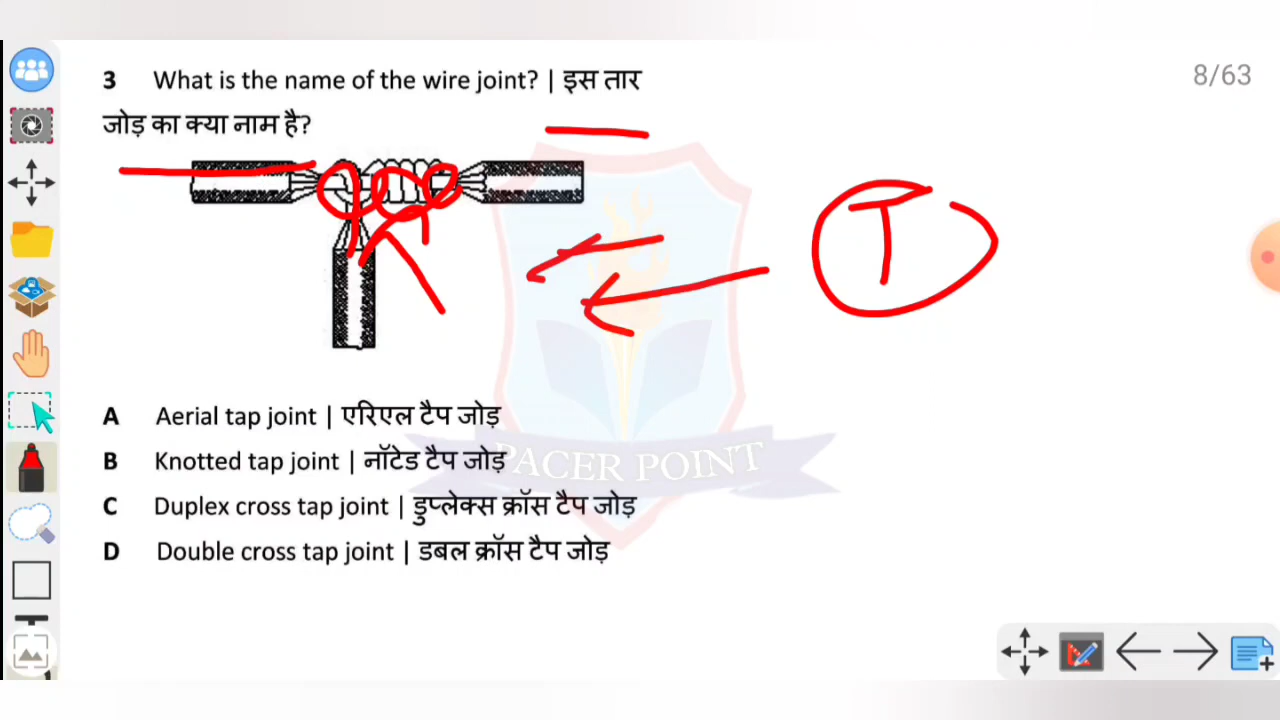 8/63
3 What is the name of the wire joint? | इस तार
जोड़ का क्या नाम है?
T
A Aerial tap joint | एरिएल टैप जोड़
B Knotted tap joint | नॉटेड टैप जोड़
C Duplex cross tap joint | डुप्लेक्स क्रॉस टैप जोड़
D Double cross tap joint | डबल क्रॉस टैप जोड़
PACER POINT